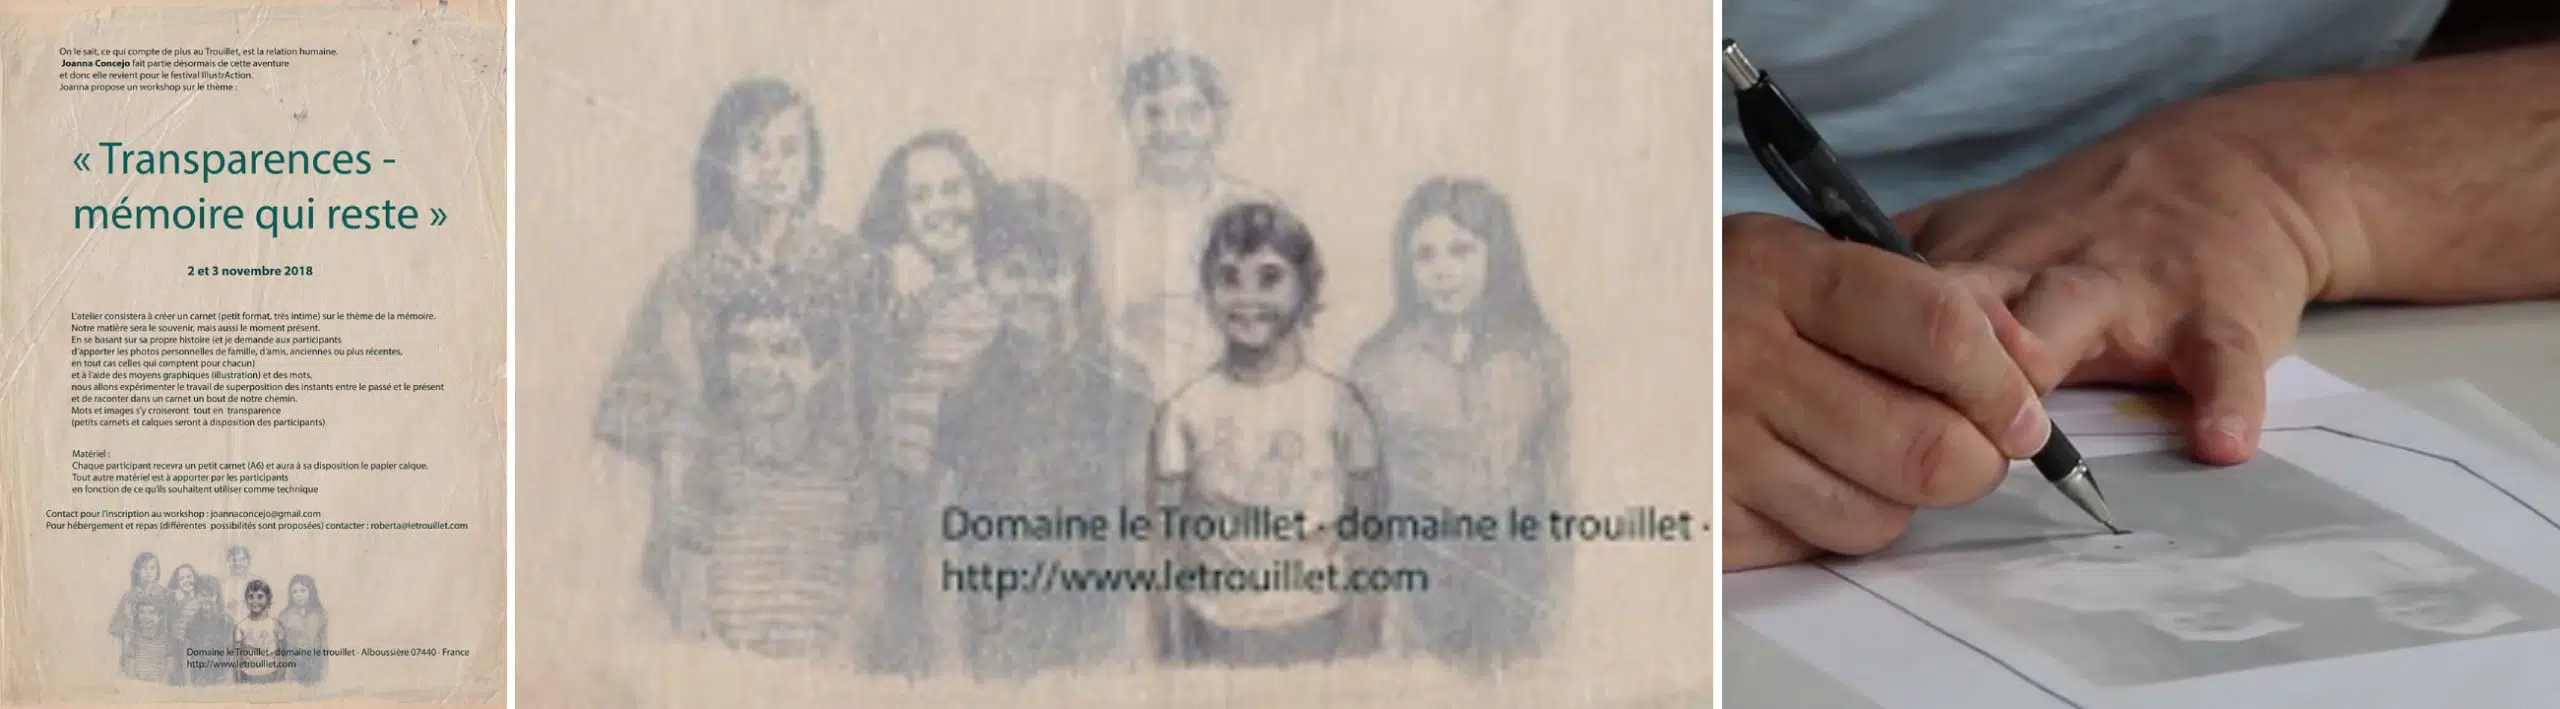 On le sait, ce qui compte de plus au Trouillet, est la relation humaine.
Joanna Concejo fait partie désormais de cette aventure
et donc elle revient pour le festival IllustrAction.
Joanna propose un workshop sur le thème :
« Transparences -
mémoire qui reste »
2 et 3 novembre 2018
L'atelier consistera à créer un carnet (petit format, très intime) sur le thème de la mémoire.
Notre matière sera le souvenir, mais aussi le moment présent.
En se basant sur sa propre histoire (et je demande aux participants
d'apporter les photos personnelles de famille, d'amis, anciennes ou plus récentes,
en tout cas celles qui comptent pour chacun)
et à l'aide des moyens graphiques (illustration) et des mots,
nous allons expérimenter le travail de superposition des instants entre le passé et le présent
et de raconter dans un carnet un bout de notre chemin.
Mots et images s'y croiseront tout en transparence
(petits carnets et calques seront à disposition des participants)
Matériel :
Chaque participant recevra un petit carnet (A6) et aura à sa disposition le papier calque.
Tout autre matériel est à apporter par les participants
en fonction de ce qu'ils souhaitent utiliser comme technique
Contact pour l'inscription au workshop : joannaconcejo@gmail.com
Pour hébergement et repas (différentes possibilités sont proposées) contacter : roberta@letrouillet.com
Domaine le Trouillet - domaine le trouillet · Alboussière 07440 · France
http://www.letrouillet.com
Domaine le Trouillet - domaine le trouillet ·
http://www.letrouillet.com